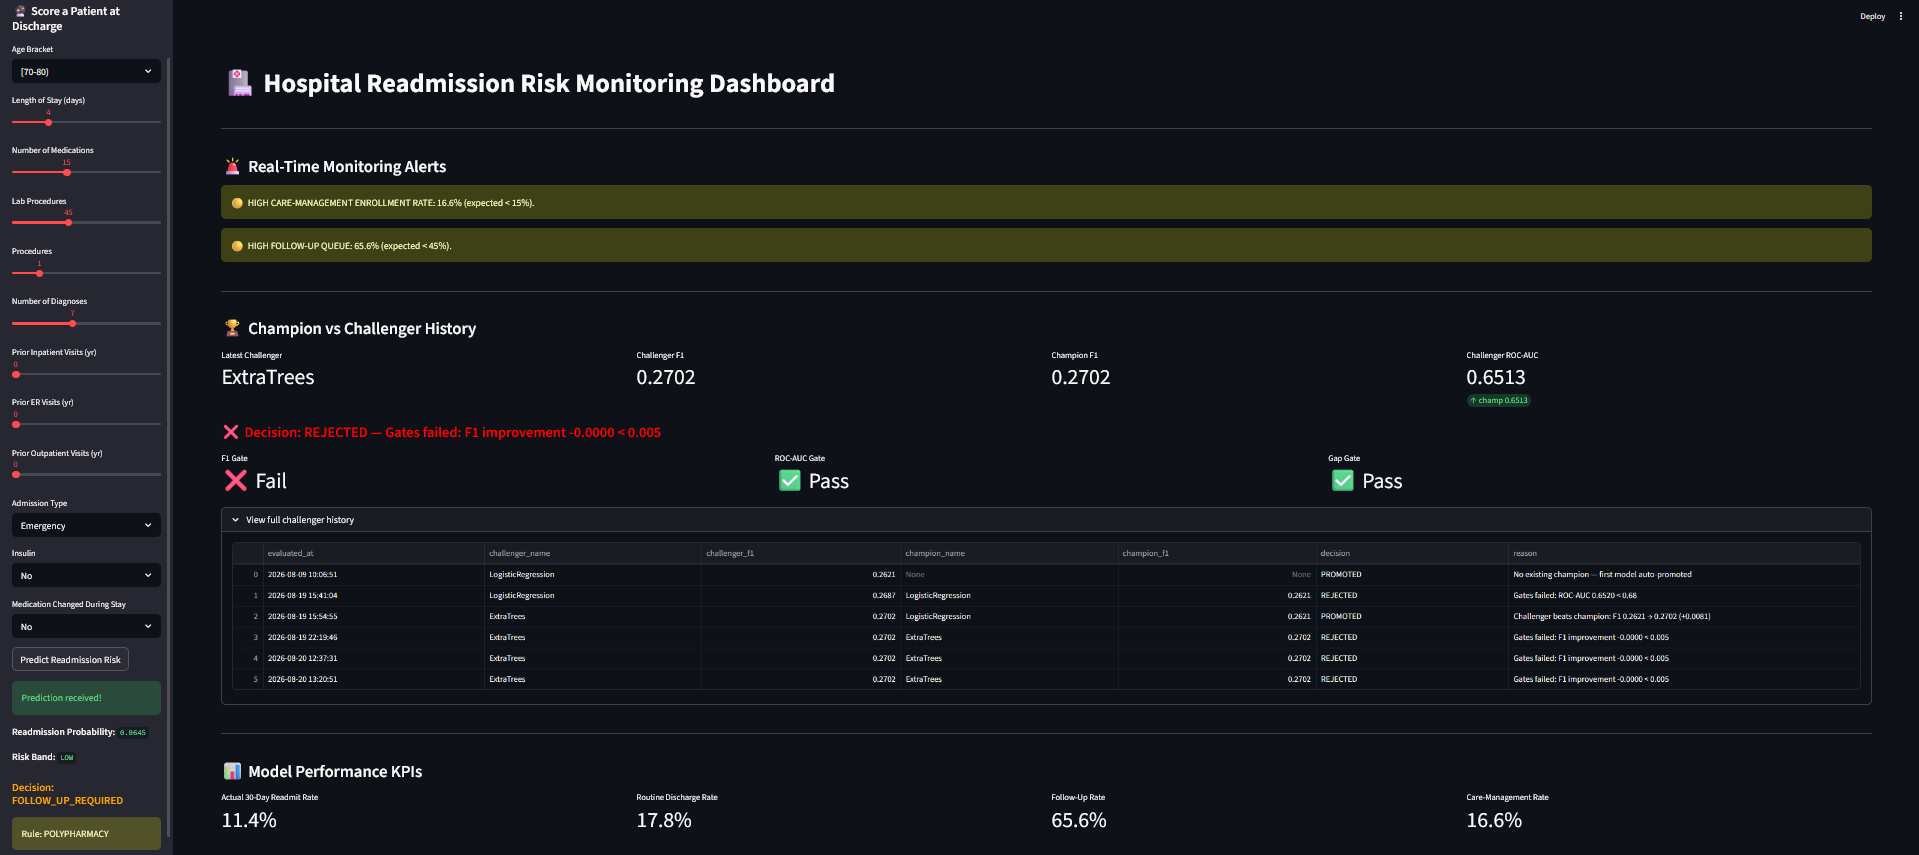 Score a Patient at
Discharge
Age Bracket
[70-80)
Length of Stay (days)
4
Number of Medications
15
Lab Procedures
45
Procedures
1
Number of Diagnoses
7
Prior Inpatient Visits (yr)
0
Prior ER Visits (yr)
0
Prior Outpatient Visits (yr)
0
Admission Type
Emergency
Insulin
No
Medication Changed During Stay
No
Predict Readmission Risk
Prediction received!
Readmission Probability: 0.0645
Risk Band: LOW
Decision:
FOLLOW_UP_REQUIRED
Rule: POLYPHARMACY
Deploy
Hospital Readmission Risk Monitoring Dashboard
Real-Time Monitoring Alerts
HIGH CARE-MANAGEMENT ENROLLMENT RATE: 16.6% (expected < 15%).
HIGH FOLLOW-UP QUEUE: 65.6% (expected < 45%).
Champion vs Challenger History
Latest Challenger Challenger F1 Champion F1 Challenger ROC-AUC
ExtraTrees 0.2702 0.2702 0.6513
↑ champ 0.6513
Decision: REJECTED — Gates failed: F1 improvement -0.0000 < 0.005
F1 Gate ROC-AUC Gate Gap Gate
Fail Pass Pass
View full challenger history
evaluated_at challenger_name challenger_f1 champion_name champion_f1 decision reason
0 2026-08-09 10:06:51 LogisticRegression 0.2621 None None PROMOTED No existing champion — first model auto-promoted
1 2026-08-19 15:41:04 LogisticRegression 0.2687 LogisticRegression 0.2621 REJECTED Gates failed: ROC-AUC 0.6520 < 0.68
2 2026-08-19 15:54:55 ExtraTrees 0.2702 LogisticRegression 0.2621 PROMOTED Challenger beats champion: F1 0.2621 → 0.2702 (+0.0081)
3 2026-08-19 22:19:46 ExtraTrees 0.2702 ExtraTrees 0.2702 REJECTED Gates failed: F1 improvement -0.0000 < 0.005
4 2026-08-20 12:37:31 ExtraTrees 0.2702 ExtraTrees 0.2702 REJECTED Gates failed: F1 improvement -0.0000 < 0.005
5 2026-08-20 13:20:51 ExtraTrees 0.2702 ExtraTrees 0.2702 REJECTED Gates failed: F1 improvement -0.0000 < 0.005
Model Performance KPIs
Actual 30-Day Readmit Rate Routine Discharge Rate Follow-Up Rate Care-Management Rate
11.4% 17.8% 65.6% 16.6%